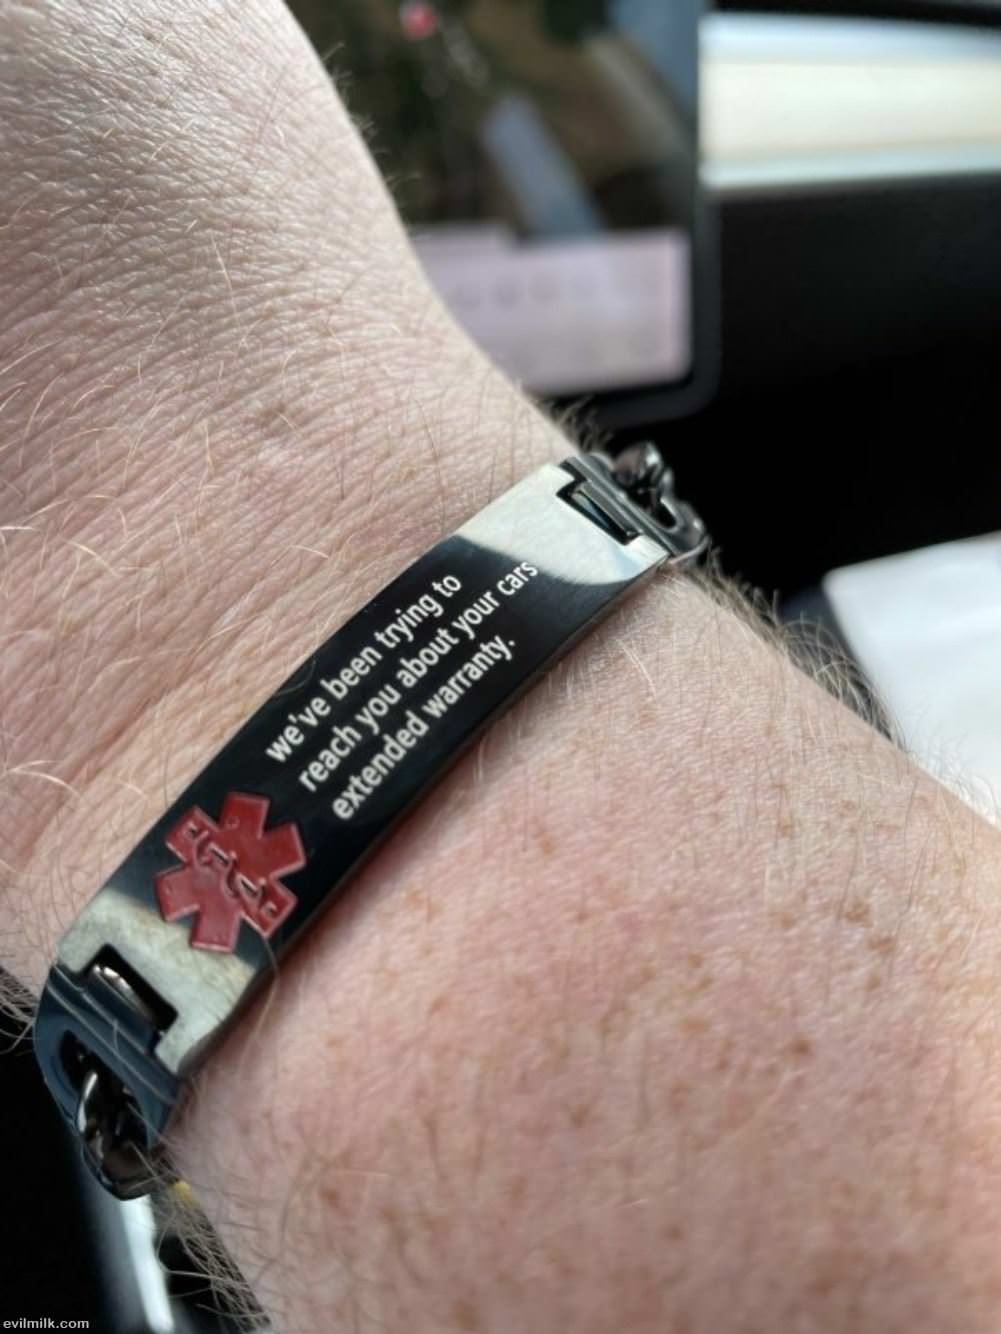 we've been trying to
reach you about your cars
extended warranty.
evilmilk.com